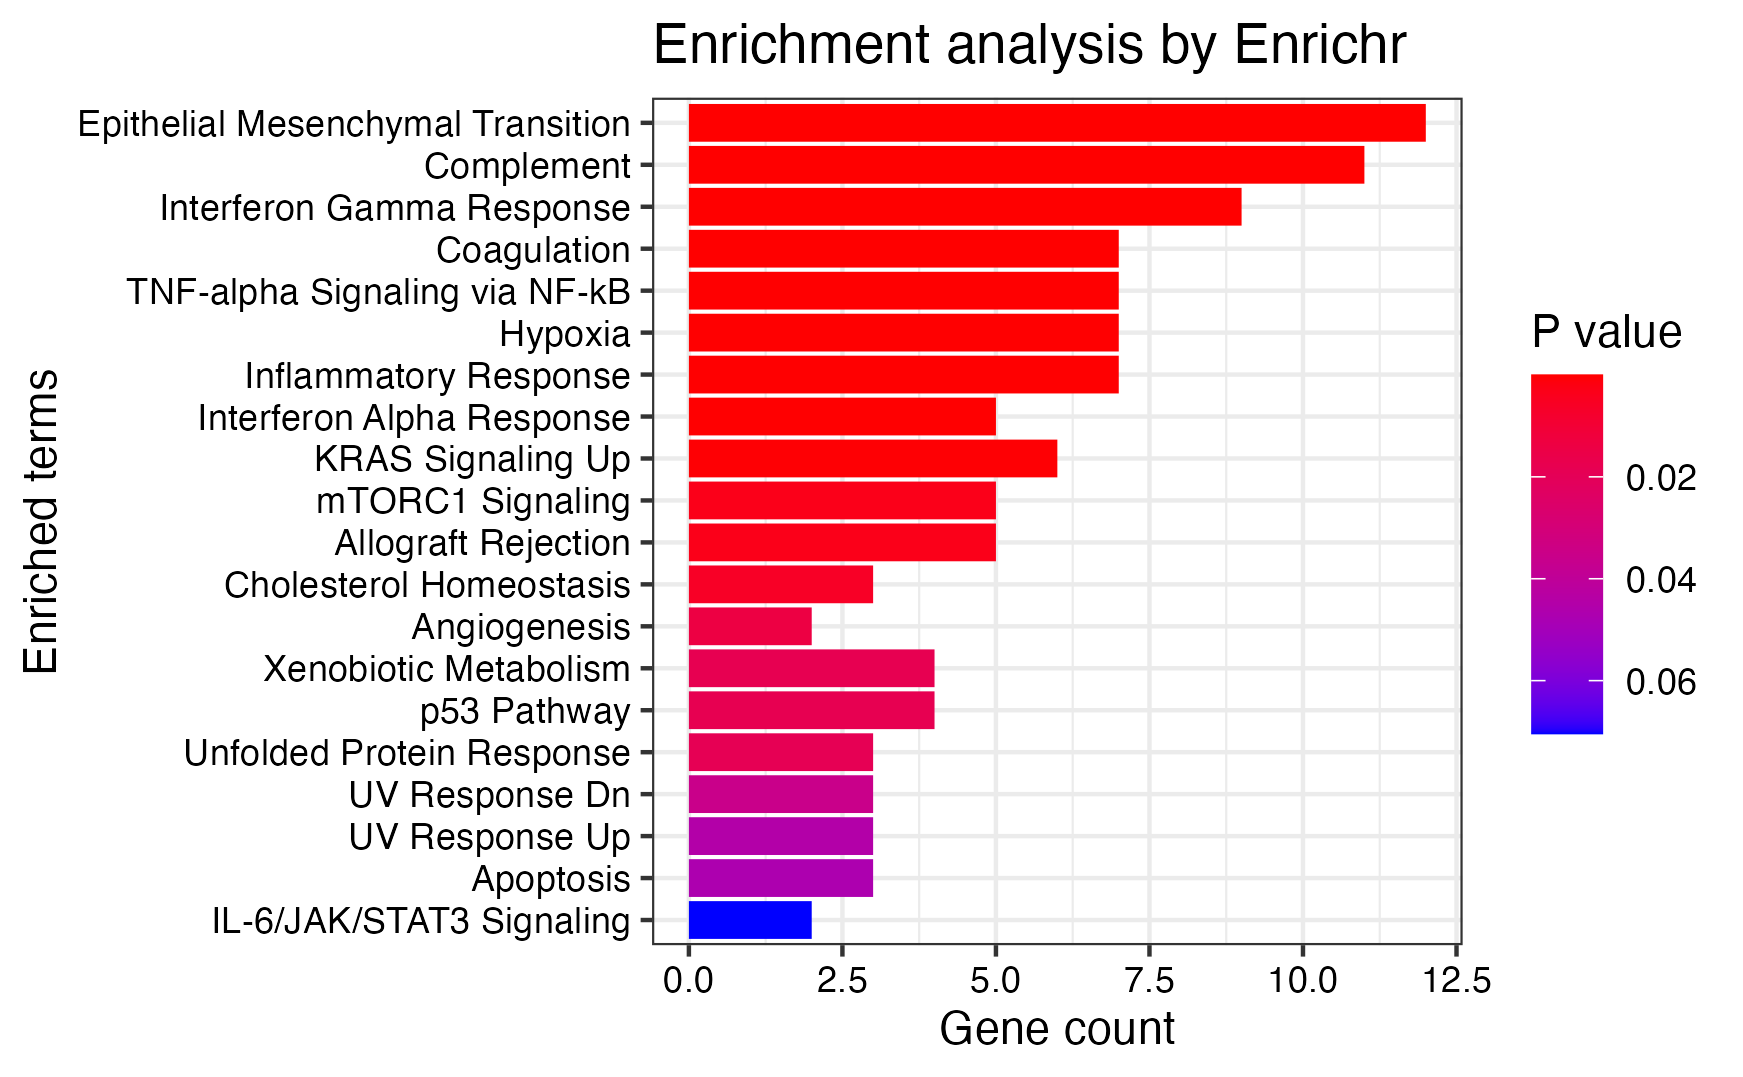 Enrichment analysis by Enrichr
Enriched terms
Epithelial Mesenchymal Transition
Complement
Interferon Gamma Response
Coagulation
TNF-alpha Signaling via NF-kB
Hypoxia
Inflammatory Response
Interferon Alpha Response
KRAS Signaling Up
mTORC1 Signaling
Allograft Rejection
Cholesterol Homeostasis
Angiogenesis
Xenobiotic Metabolism
p53 Pathway
Unfolded Protein Response
UV Response Dn
UV Response Up
Apoptosis
IL-6/JAK/STAT3 Signaling
0.0 2.5 5.0 7.5 10.0 12.5
Gene count
P value
0.02
0.04
0.06